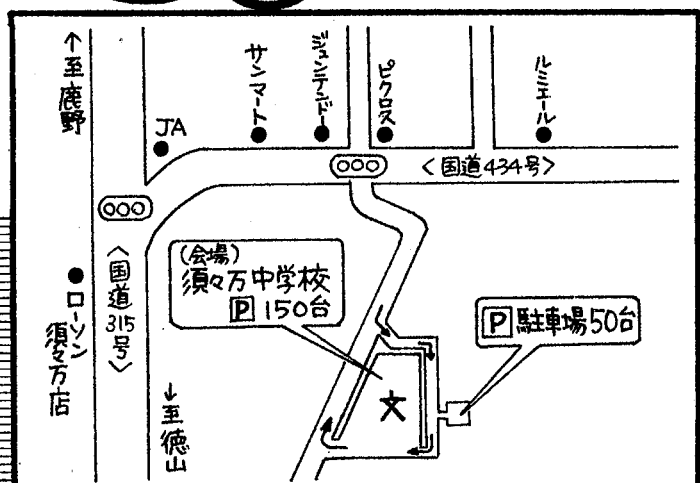 ↑至鹿野
JA
サンマート
ジュンテンドー
ピクロス
ルミエール
〈国道434号〉
〈国道315号〉
ローソン
須々万店
↓至徳山
(会場)
須々万中学校
P 150台
P 駐車場50台
文